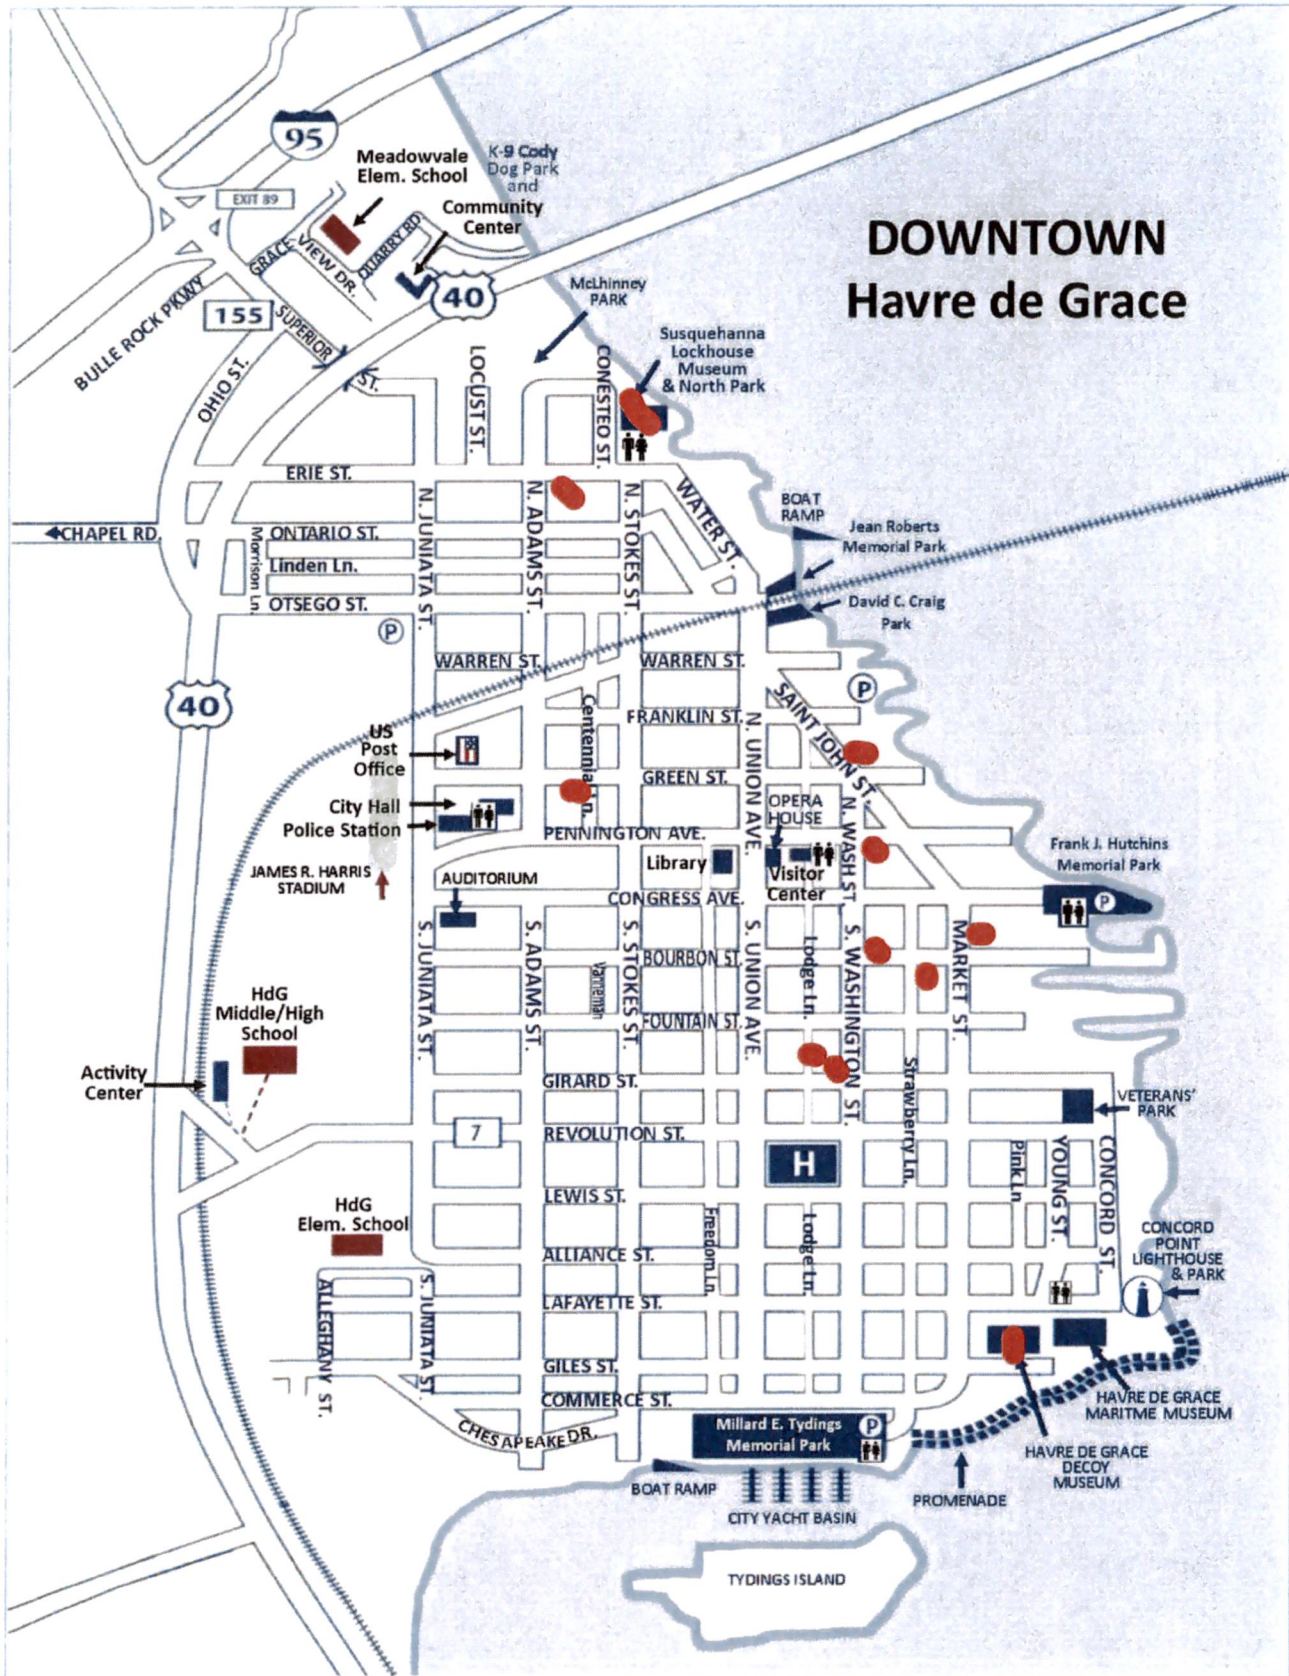 DOWNTOWN
Havre de Grace
95
EXIT 89
Meadowvale
Elem. School
K-9 Cody
Dog Park
and
Community
Center
GRACE
VIEW DR.
QUARRY RD
40
BULLE ROCK PKWY
155
SUPERIOR
ST.
OHIO ST.
McLhinney
PARK
Susquehanna
Lockhouse
Museum
& North Park
LOCUST ST.
CONESTEO ST.
ERIE ST.
N. JUNIATA ST.
N. ADAMS ST.
N. STOKES ST.
WATER ST.
BOAT
RAMP
Jean Roberts
Memorial Park
CHAPEL RD.
Morrison Ln.
ONTARIO ST.
Linden Ln.
OTSEGO ST.
David C. Craig
Park
P
WARREN ST.
WARREN ST.
40
P
SAINT JOHN ST.
Centennial Ln.
FRANKLIN ST.
N. UNION AVE.
US
Post
Office
GREEN ST.
City Hall
Police Station
OPERA
HOUSE
N. WASH ST.
PENNINGTON AVE.
JAMES R. HARRIS
STADIUM
Library
Visitor
Center
Frank J. Hutchins
Memorial Park
P
AUDITORIUM
CONGRESS AVE.
S. JUNIATA ST.
S. ADAMS ST.
Vanneman
S. STOKES ST.
BOURBON ST.
S. UNION AVE.
Lodge Ln.
S. WASHINGTON ST.
MARKET ST.
HdG
Middle/High
School
FOUNTAIN ST.
Activity
Center
GIRARD ST.
Strawberry Ln.
VETERANS'
PARK
7
REVOLUTION ST.
H
Pink Ln
YOUNG ST.
CONCORD ST.
LEWIS ST.
HdG
Elem. School
Freedom Ln.
Lodge Ln.
CONCORD
POINT
LIGHTHOUSE
& PARK
ALLIANCE ST.
ALLEGHANY ST.
S. JUNIATA ST
LAFAYETTE ST.
GILES ST.
COMMERCE ST.
HAVRE DE GRACE
MARITME MUSEUM
CHESAPEAKE DR.
Millard E. Tydings
Memorial Park
P
HAVRE DE GRACE
DECOY
MUSEUM
BOAT RAMP
PROMENADE
CITY YACHT BASIN
TYDINGS ISLAND